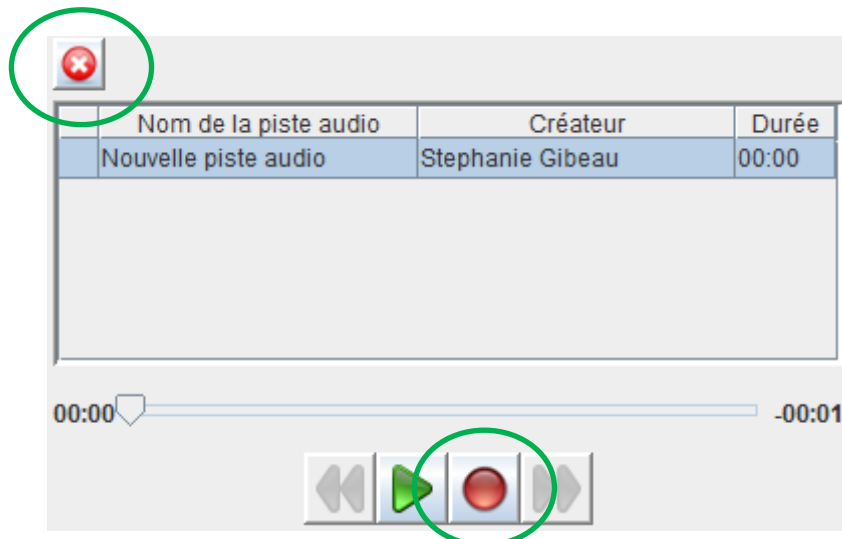 Nom de la piste audio Créateur Durée
Nouvelle piste audio Stephanie Gibeau 00:00
00:00 -00:01